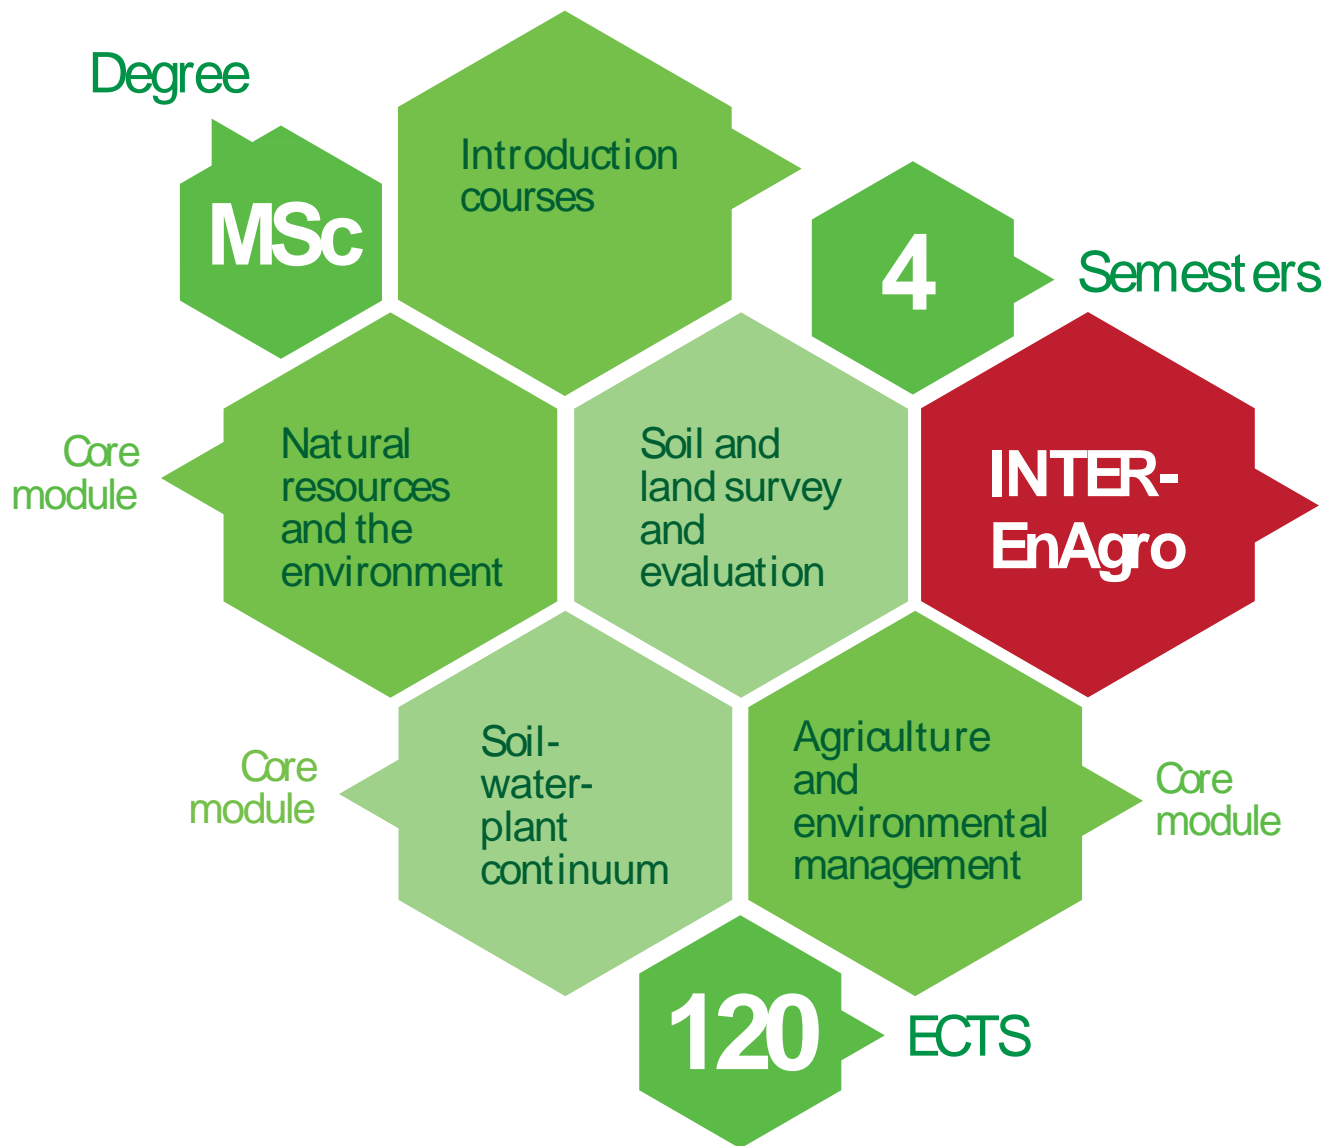 Degree
MSc
Introduction
courses
4
Semesters
Core
module
Natural
resources
and the
environment
Soil and
land survey
and
evaluation
INTER-
EnAgro
Core
module
Soil-
water-
plant
continuum
Agriculture
and
environmental
management
Core
module
120
ECTS